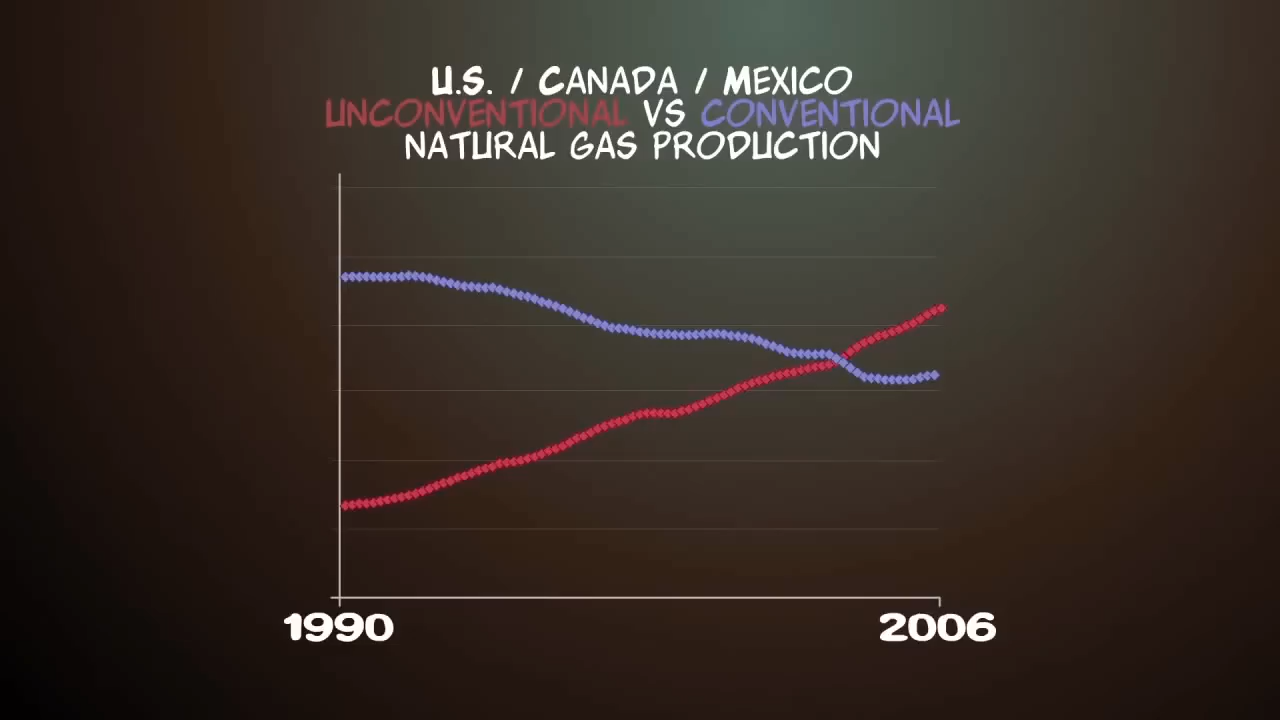 U.S. / CANADA / MEXICO
UNCONVENTIONAL VS CONVENTIONAL
NATURAL GAS PRODUCTION
1990 2006